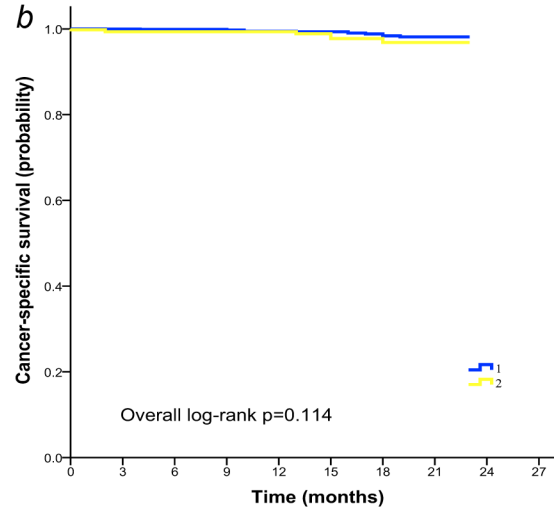 b
Cancer-specific survival (probability)
1.0
0.8
0.6
0.4
0.2
0.0
1
2
Overall log-rank p=0.114
0 3 6 9 12 15 18 21 24 27
Time (months)